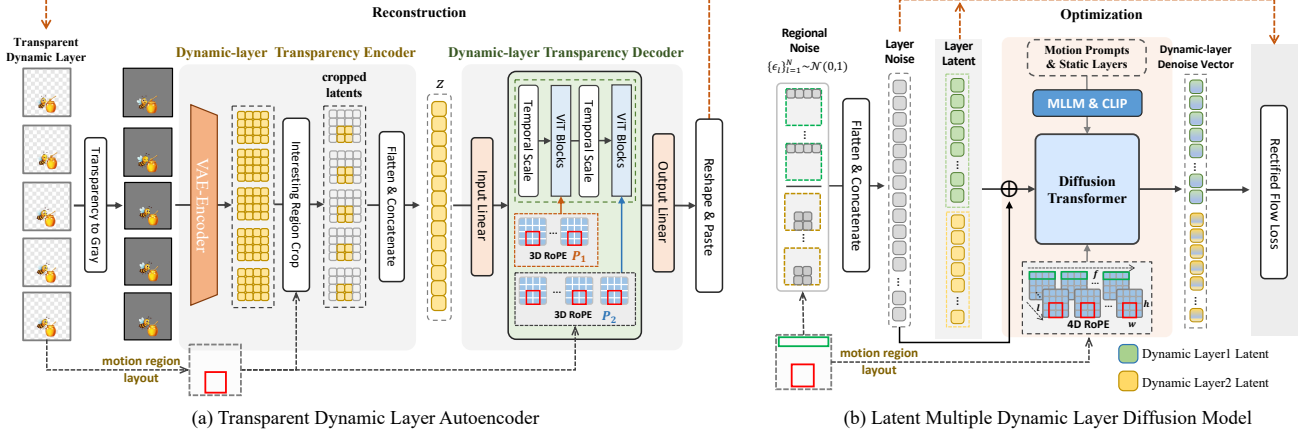 Reconstruction
Transparent
Dynamic Layer
Transparency to Gray
Dynamic-layer Transparency Encoder
VAE-Encoder
Interesting Region Crop
cropped
latents
Flatten & Concatenate
Z
Dynamic-layer Transparency Decoder
Input Linear
Temporal Scale
ViT Blocks
Temporal Scale
ViT Blocks
...
3D RoPE P1
...
3D RoPE P2
Output Linear
Reshape & Paste
motion region
layout
(a) Transparent Dynamic Layer Autoencoder
Optimization
Regional
Noise
{ϵ_l}_{l=1}^N~𝒩(0,1)
Flatten & Concatenate
Layer
Noise
Layer
Latent
Motion Prompts
& Static Layers
MLLM & CLIP
Diffusion
Transformer
f
l
h
w
4D RoPE
Dynamic-layer
Denoise Vector
Rectified Flow Loss
motion region
layout
Dynamic Layer1 Latent
Dynamic Layer2 Latent
(b) Latent Multiple Dynamic Layer Diffusion Model